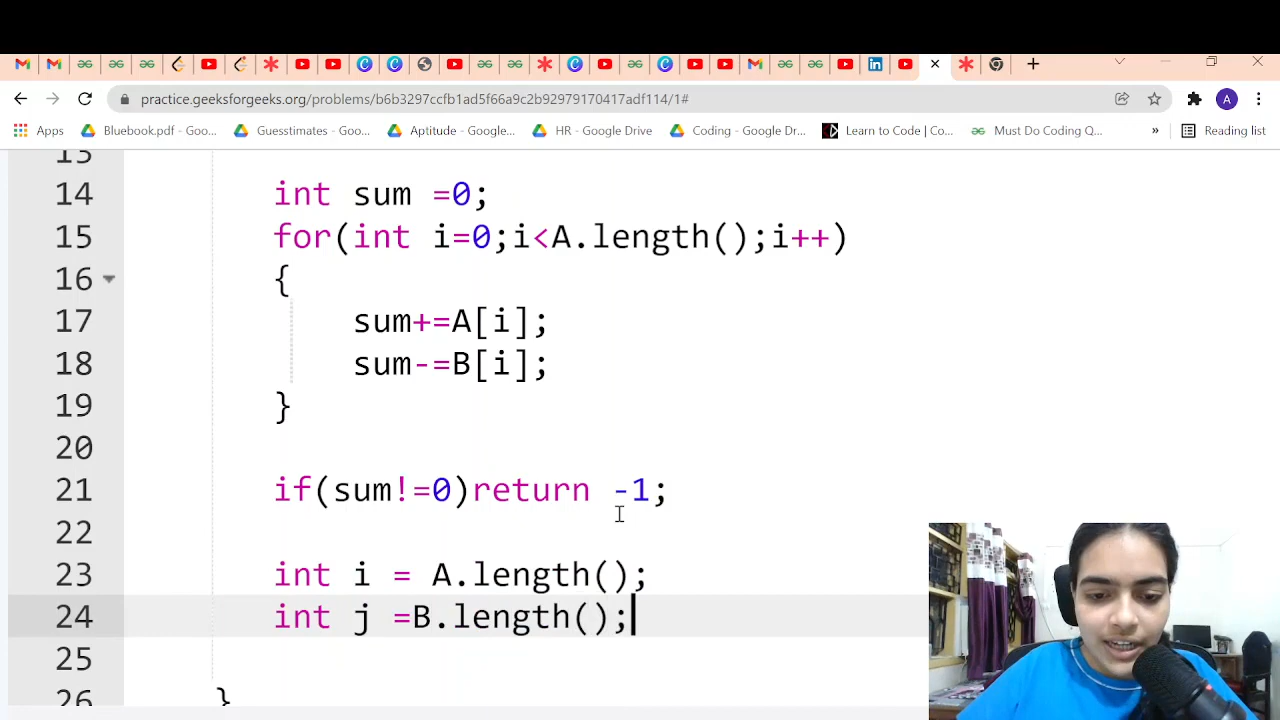 practice.geeksforgeeks.org/problems/b6b3297ccfb1ad5f66a9c2b92979170417adf114/1#
A
Apps Bluebook.pdf - Goo... Guesstimates - Goo... Aptitude - Google... HR - Google Drive Coding - Google Dr... Learn to Code | Co... Must Do Coding Q... » Reading list
13
14 int sum =0;
15 for(int i=0;i<A.length();i++)
16 {
17 sum+=A[i];
18 sum-=B[i];
19 }
20
21 if(sum!=0)return -1;
22
23 int i = A.length();
24 int j =B.length();
25
26 }